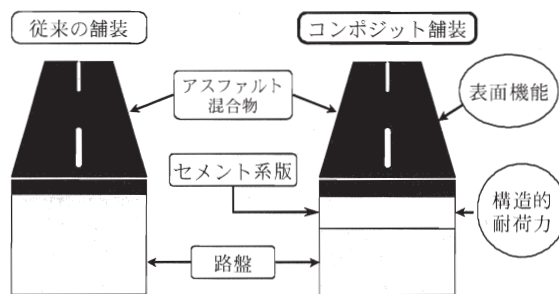 従来の舗装
コンポジット舗装
アスファルト
混合物
表面機能
セメント系版
構造的
耐荷力
路盤